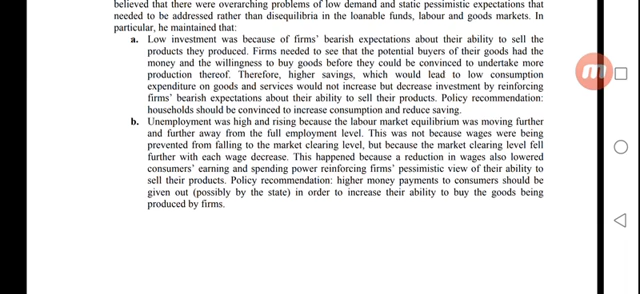 believed that there were overarching problems of low demand and static pessimistic expectations that
needed to be addressed rather than disequilibria in the loanable funds, labour and goods markets. In
particular, he maintained that:
a. Low investment was because of firms' bearish expectations about their ability to sell the
products they produced. Firms needed to see that the potential buyers of their goods had the
money and the willingness to buy goods before they could be convinced to undertake more
production thereof. Therefore, higher savings, which would lead to low consumption
expenditure on goods and services would not increase but decrease investment by reinforcing
firms' bearish expectations about their ability to sell their products. Policy recommendation:
households should be convinced to increase consumption and reduce saving.
b. Unemployment was high and rising because the labour market equilibrium was moving further
and further away from the full employment level. This was not because wages were being
prevented from falling to the market clearing level, but because the market clearing level fell
further with each wage decrease. This happened because a reduction in wages also lowered
consumers' earning and spending power reinforcing firms' pessimistic view of their ability to
sell their products. Policy recommendation: higher money payments to consumers should be
given out (possibly by the state) in order to increase their ability to buy the goods being
produced by firms.